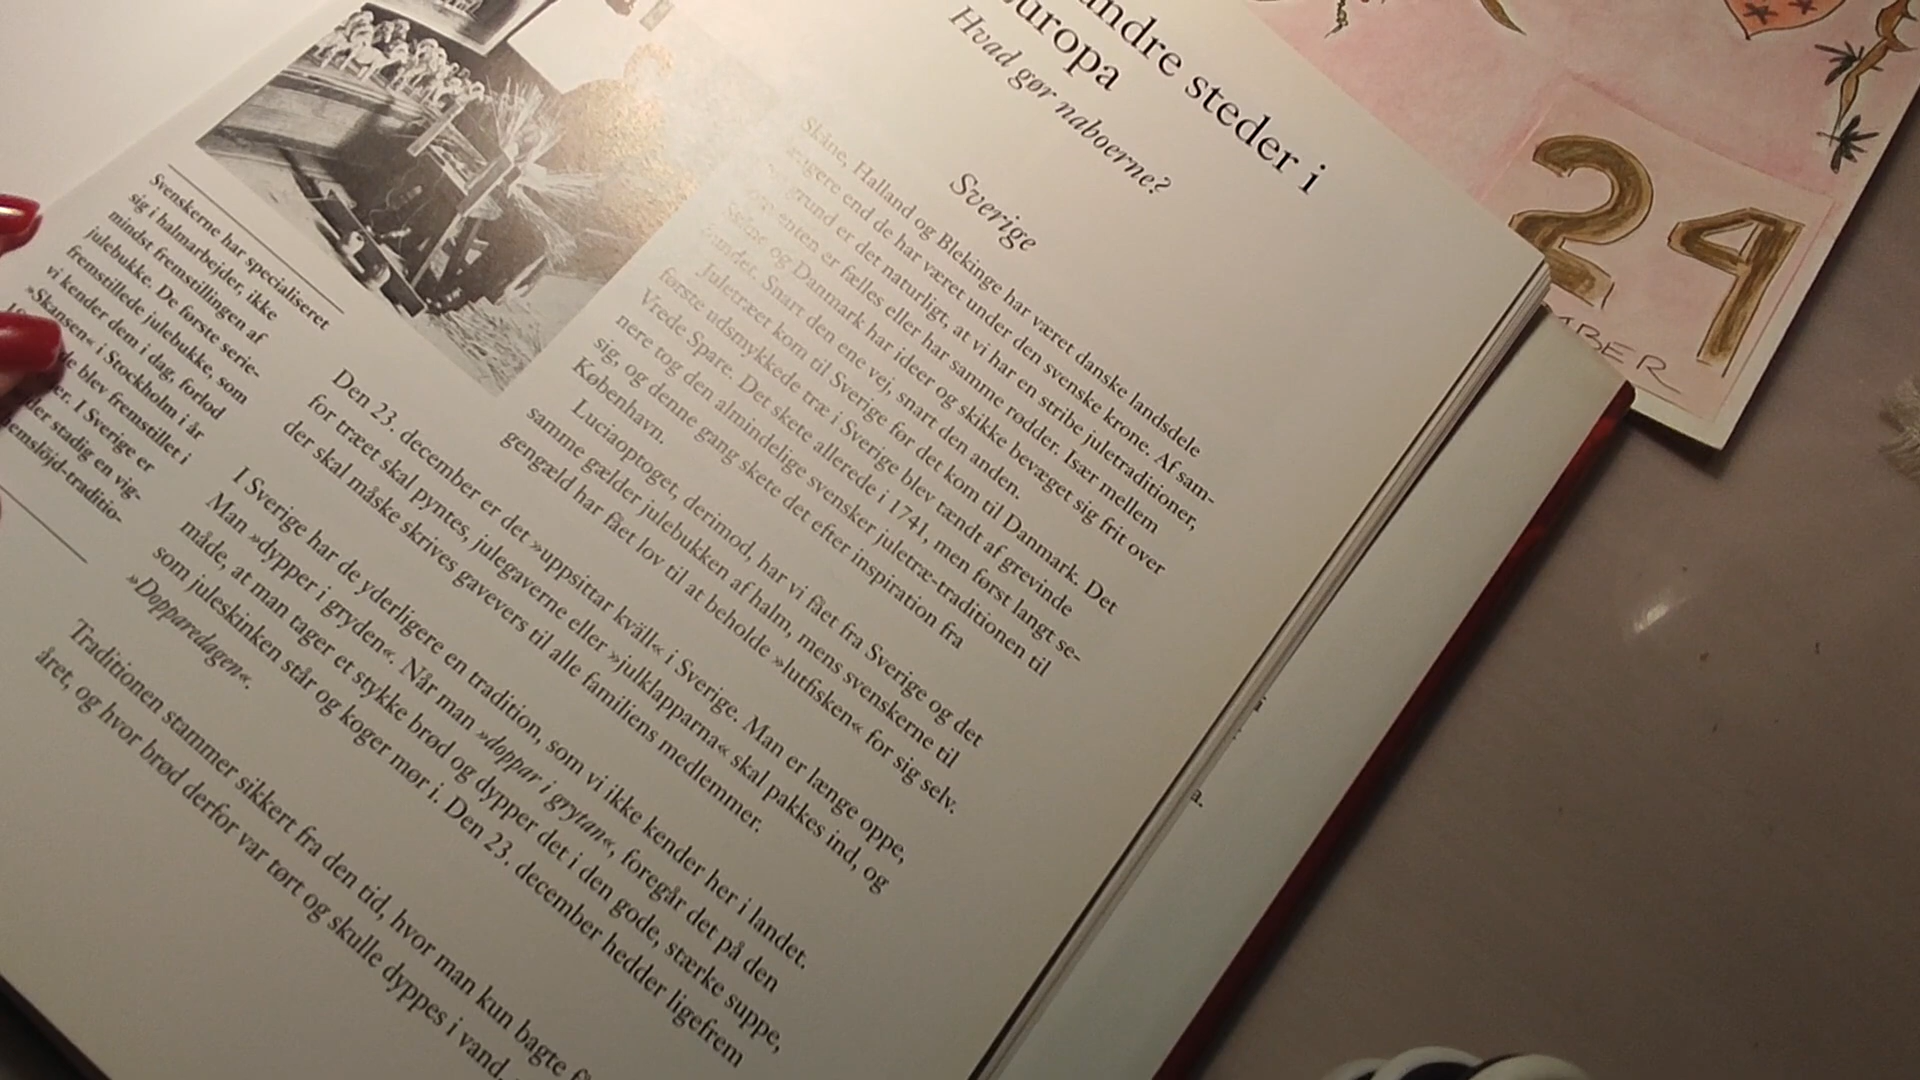 andre steder i
uropa
Hvad gør naboerne?
Sverige
Skåne, Halland og Blekinge har været danske landsdele
længere end de har været under den svenske krone. Af sam-
me grund er det naturligt, at vi har en stribe juletraditioner,
som enten er fælles eller har samme rødder. Især mellem
Skåne og Danmark har ideer og skikke bevæget sig frit over
sundet. Snart den ene vej, snart den anden.
Juletræet kom til Sverige før det kom til Danmark. Det
første udsmykkede træ i Sverige blev tændt af grevinde
Vrede Spare. Det skete allerede i 1741, men først langt se-
nere tog den almindelige svensker juletræ-traditionen til
sig, og denne gang skete det efter inspiration fra
København.
Luciaoptoget, derimod, har vi fået fra Sverige og det
samme gælder julebukken af halm, mens svenskerne til
gengæld har fået lov til at beholde »lutfisken« for sig selv.
Den 23. december er det »uppsittar kväll« i Sverige. Man er længe oppe,
for træet skal pyntes, julegaverne eller »julklapparna« skal pakkes ind, og
der skal måske skrives gavevers til alle familiens medlemmer.
I Sverige har de yderligere en tradition, som vi ikke kender her i landet.
Man »dypper i gryden«. Når man »doppar i grytan«, foregår det på den
måde, at man tager et stykke brød og dypper det i den gode, stærke suppe,
som juleskinken står og koger mør i. Den 23. december hedder ligefrem
»Dopparedagen«.
Traditionen stammer sikkert fra den tid, hvor man kun bagte
året, og hvor brød derfor var tørt og skulle dyppes i vand,
Svenskerne har specialiseret
sig i halmarbejder, ikke
mindst fremstillingen af
julebukke. De første serie-
fremstillede julebukke, som
vi kender dem i dag, forlod
»Skansen« i Stockholm i år
de blev fremstillet i
er. I Sverige er
der stadig en vig-
emslöjd-traditio-
24
BER
a.